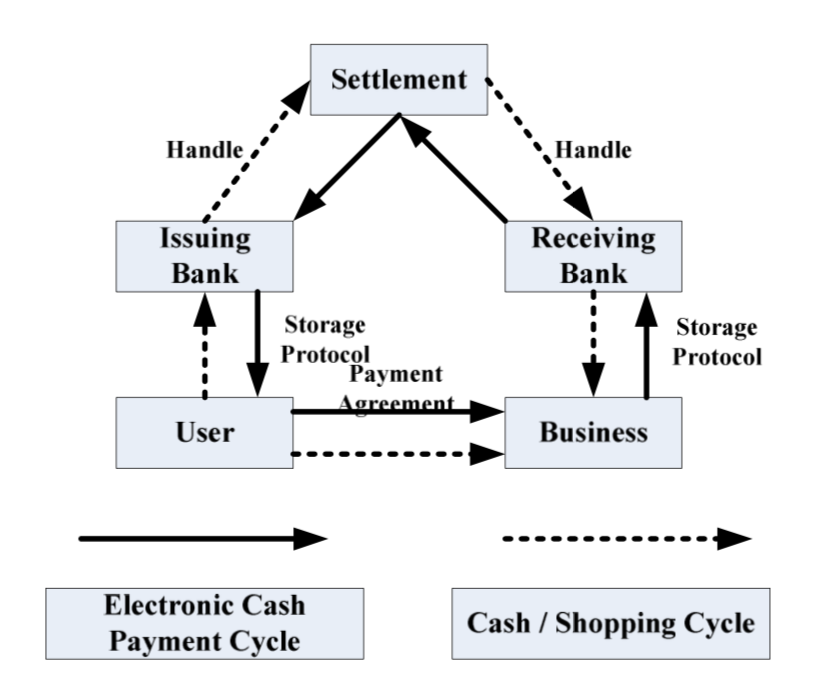 Settlement
Handle
Handle
Issuing
Bank
Receiving
Bank
Storage
Protocol
Storage
Protocol
Payment
Agreement
User
Business
Electronic Cash
Payment Cycle
Cash / Shopping Cycle